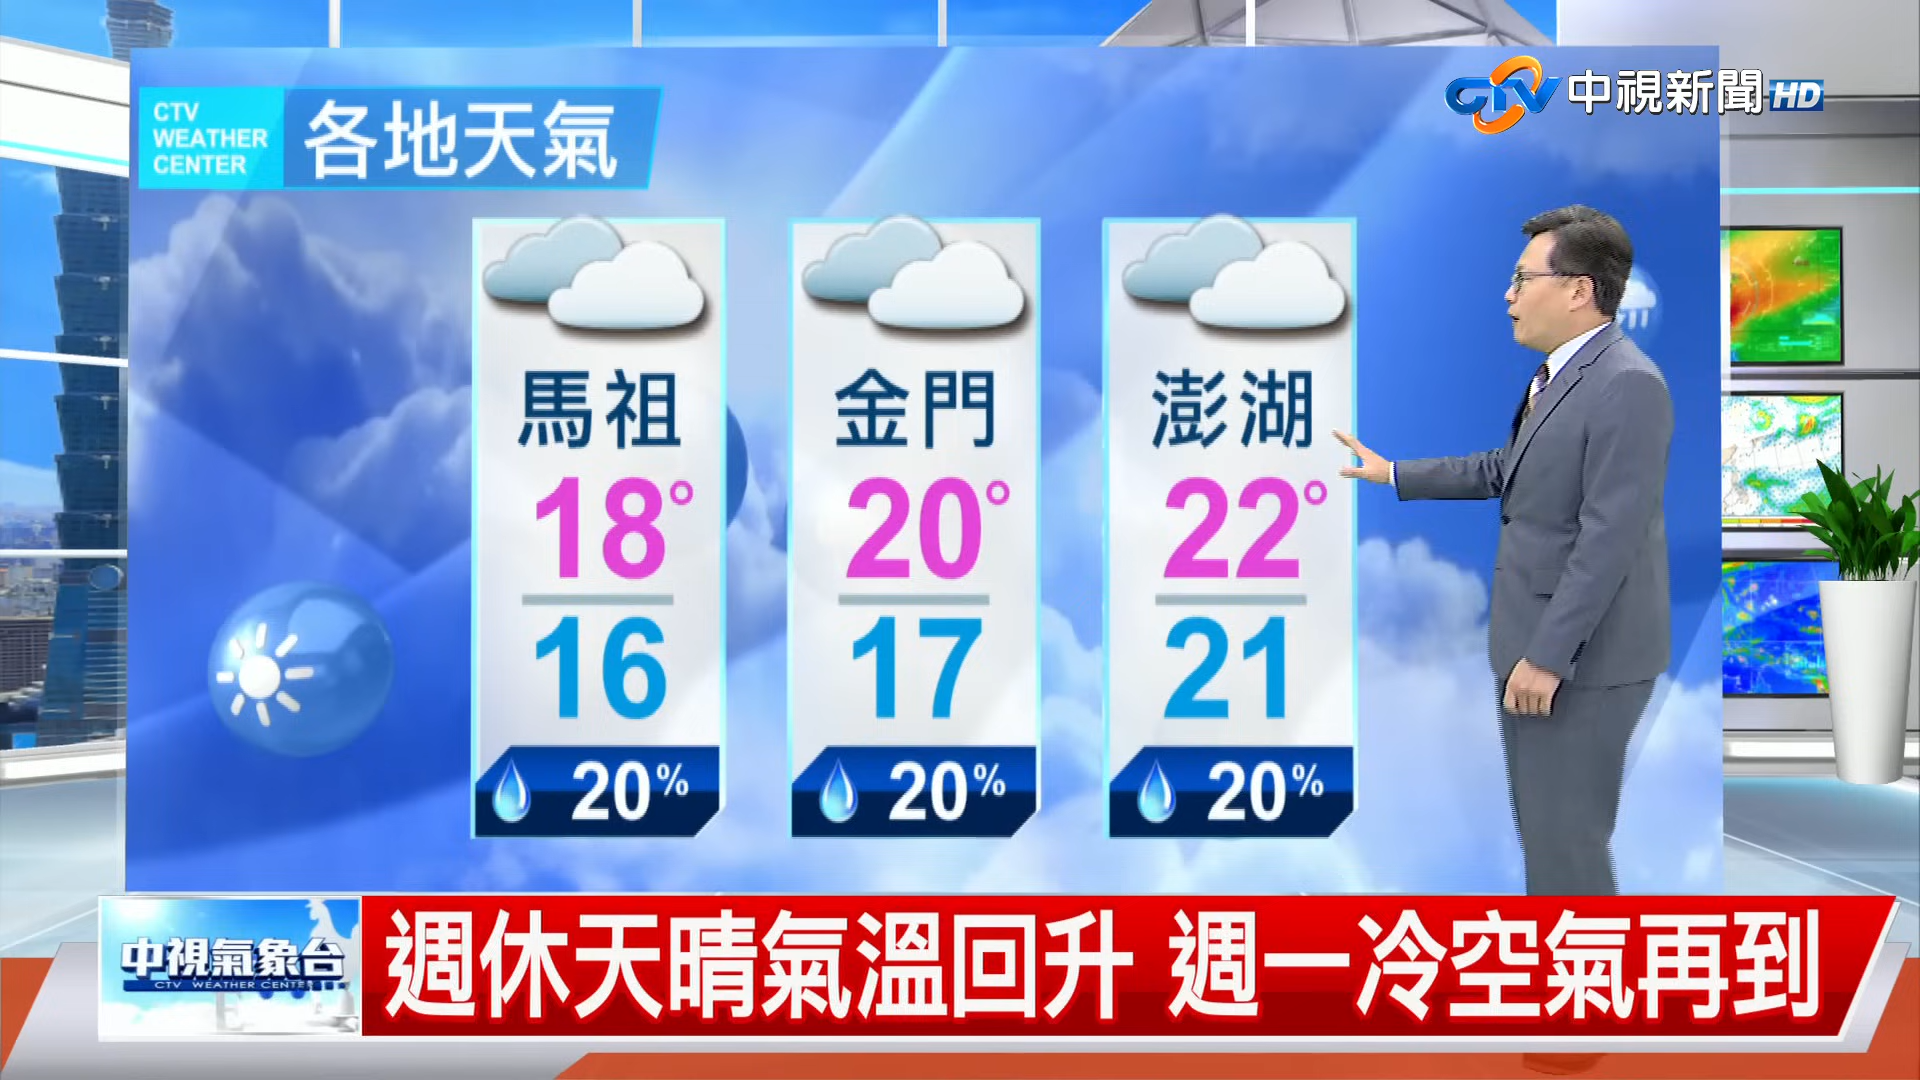 CTV
WEATHER
CENTER
各地天氣
CTV 中視新聞 HD
馬祖
18°
16
20%
金門
20°
17
20%
澎湖
22°
21
20%
中視氣象台
CTV WEATHER CENTER
週休天晴氣溫回升 週一冷空氣再到